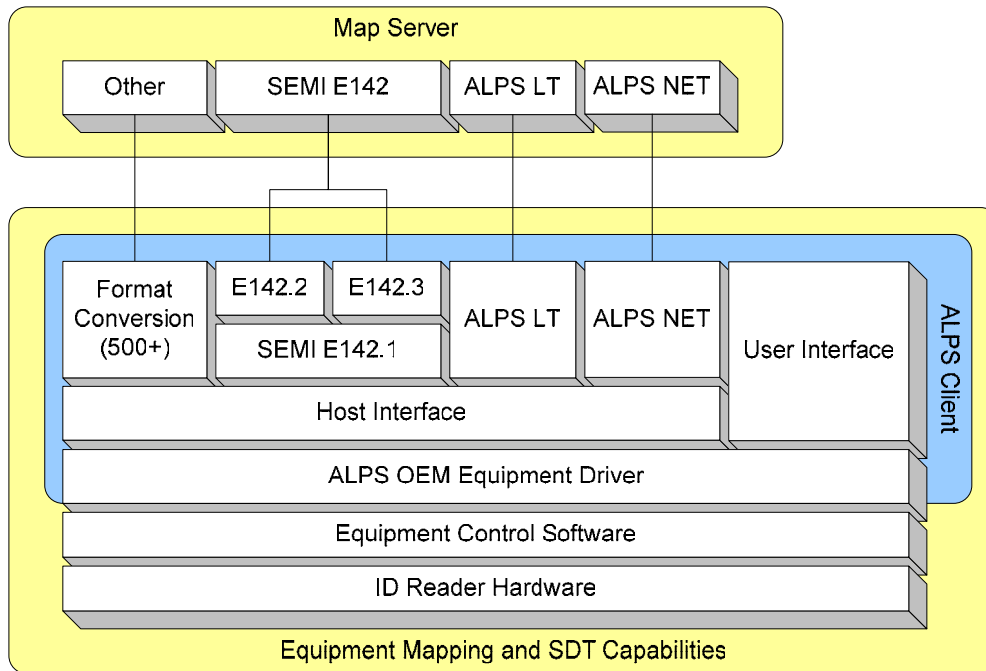 Map Server
Other
SEMI E142
ALPS LT
ALPS NET
Format
Conversion
(500+)
E142.2
E142.3
SEMI E142.1
ALPS LT
ALPS NET
User Interface
ALPS Client
Host Interface
ALPS OEM Equipment Driver
Equipment Control Software
ID Reader Hardware
Equipment Mapping and SDT Capabilities